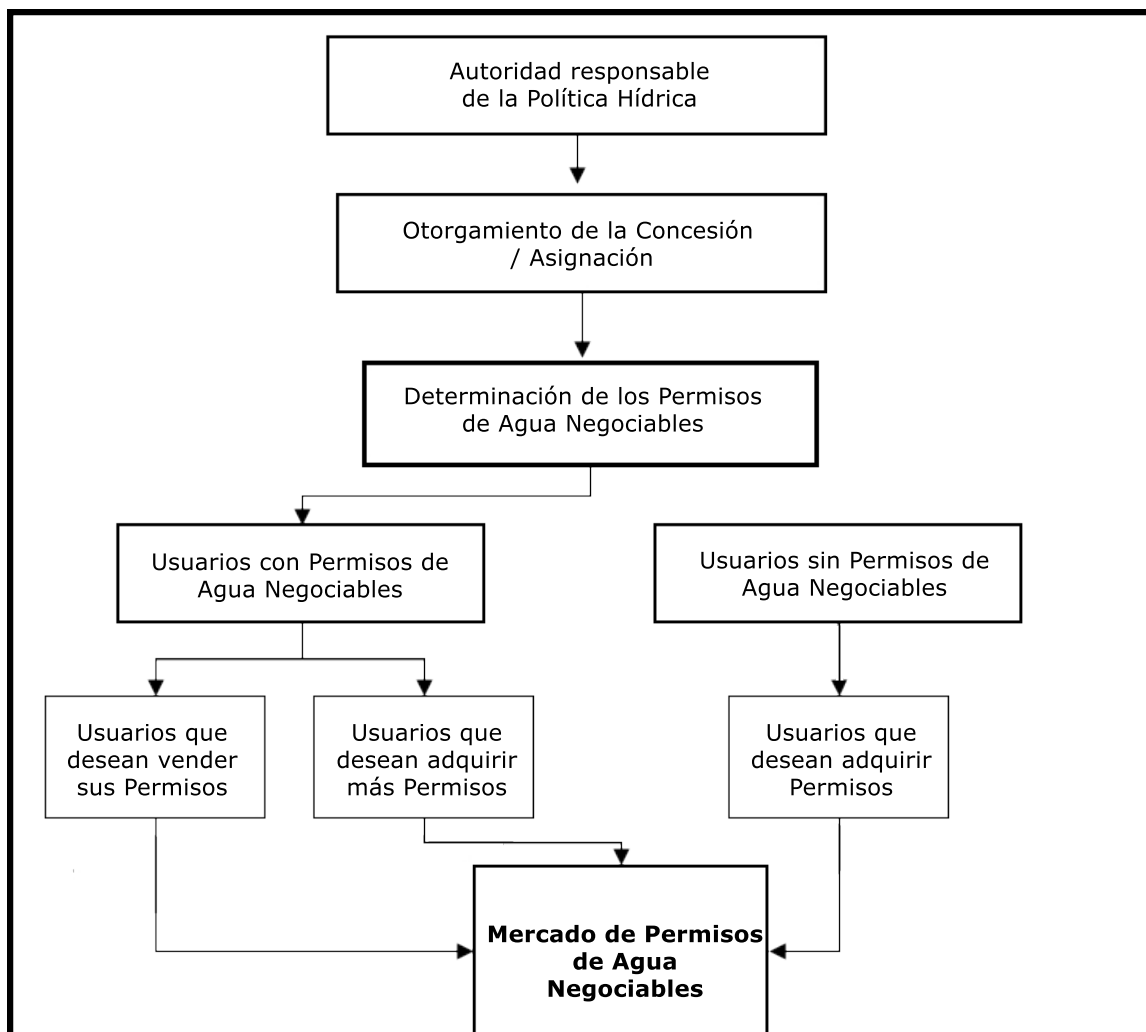 Autoridad responsable
de la Política Hídrica
Otorgamiento de la Concesión
/ Asignación
Determinación de los Permisos
de Agua Negociables
Usuarios con Permisos de
Agua Negociables
Usuarios sin Permisos de
Agua Negociables
Usuarios que
desean vender
sus Permisos
Usuarios que
desean adquirir
más Permisos
Usuarios que
desean adquirir
Permisos
Mercado de Permisos
de Agua
Negociables